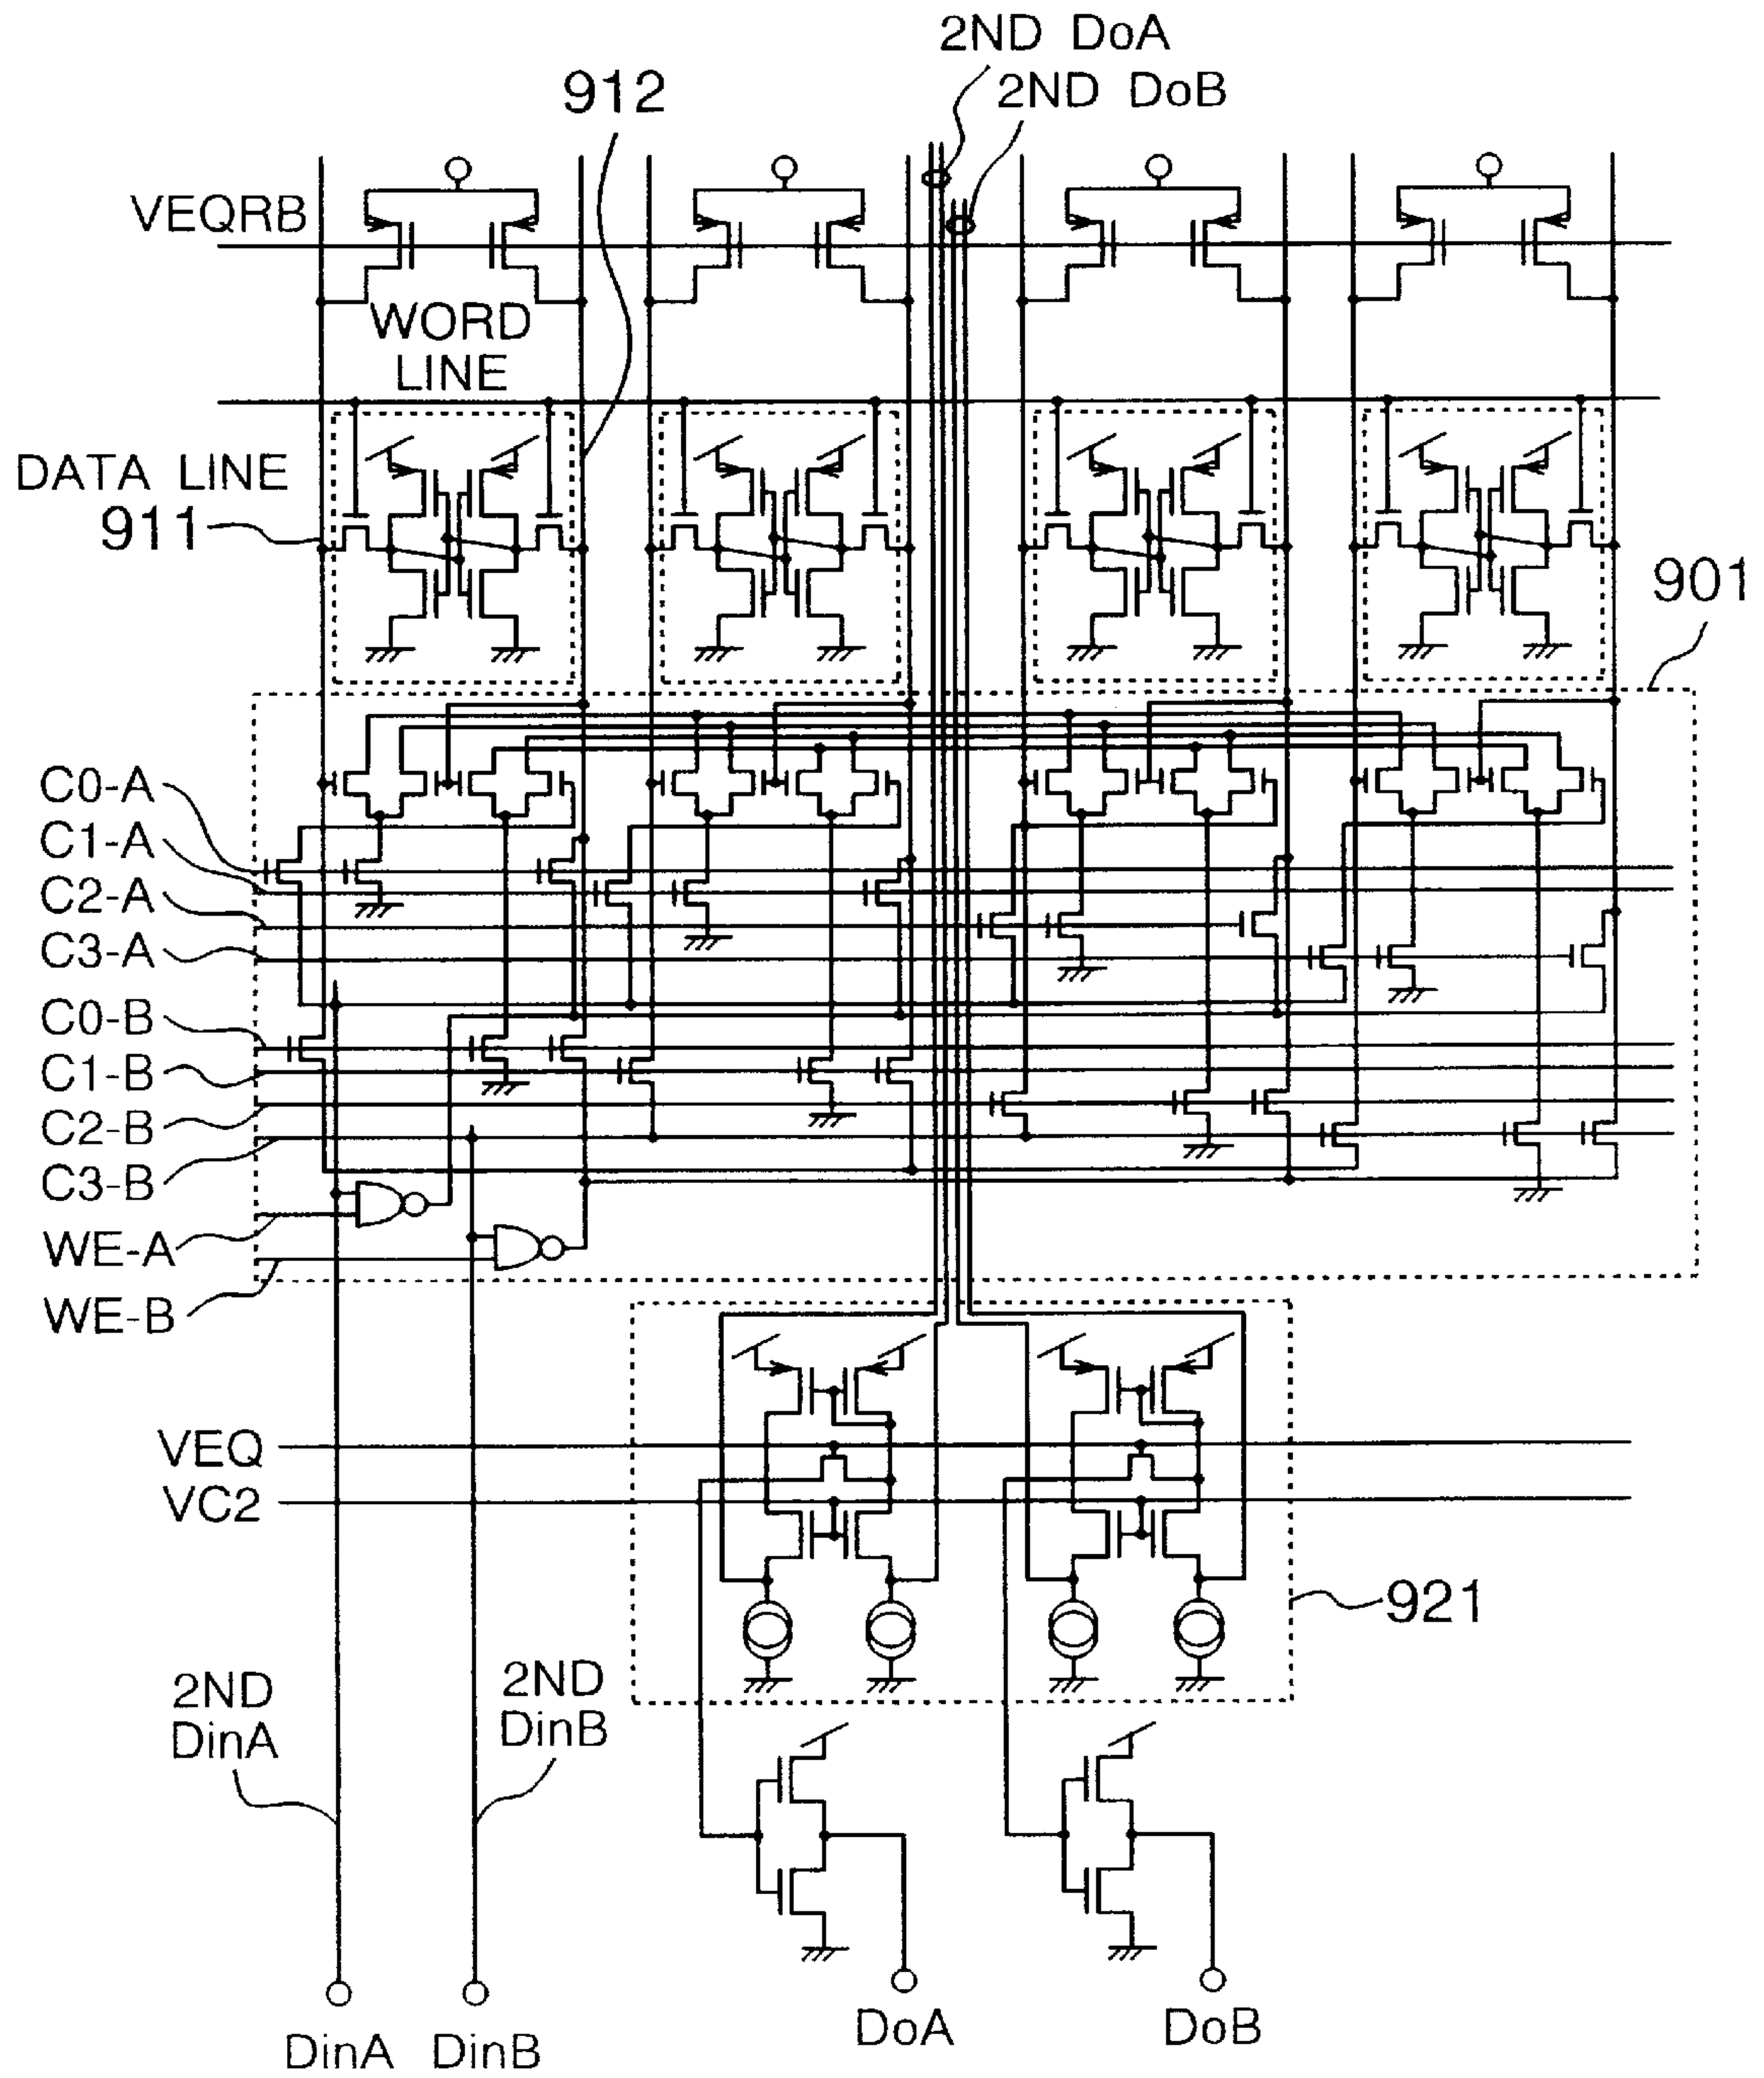 2ND DoA
2ND DoB
912
VEQRB
WORD
LINE
DATA LINE
911
901
C0-A
C1-A
C2-A
C3-A
C0-B
C1-B
C2-B
C3-B
WE-A
WE-B
VEQ
VC2
921
2ND
DinA
2ND
DinB
DinA
DinB
DoA
DoB